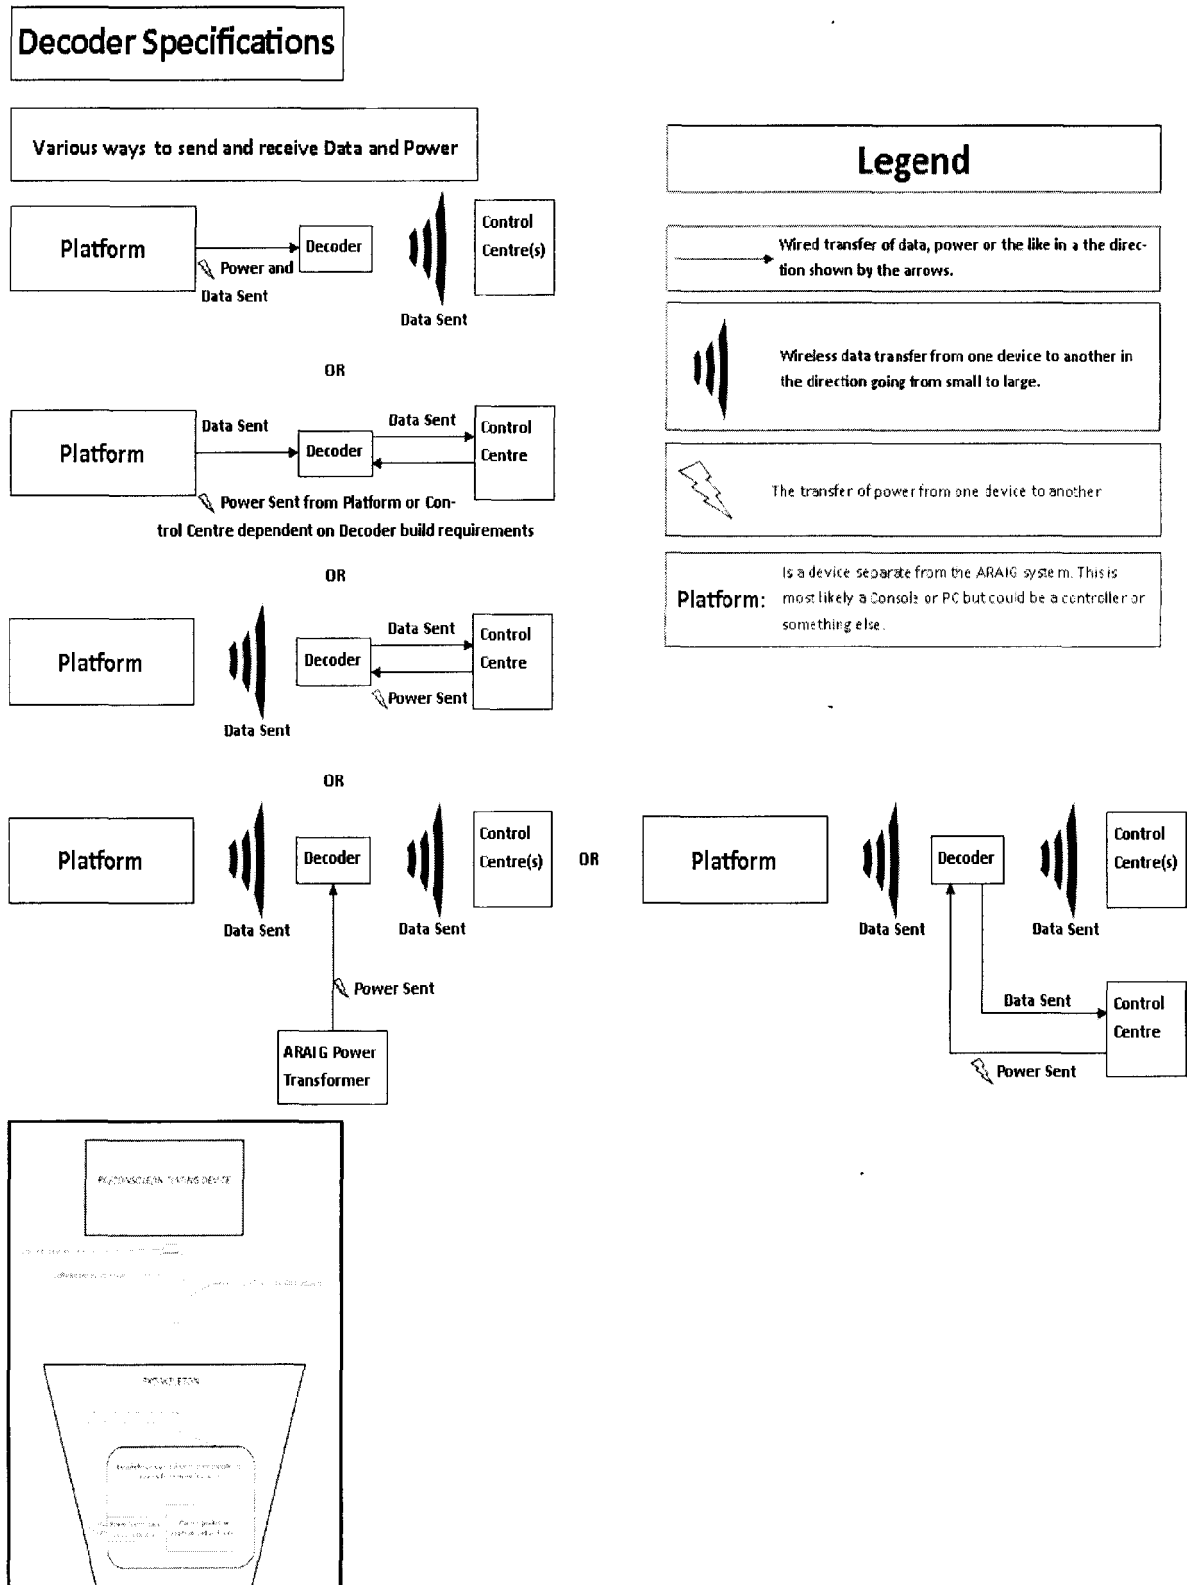 Decoder Specifications
Various ways to send and receive Data and Power
Platform
Power and
Data Sent
Decoder
Data Sent
Control
Centre(s)
OR
Platform
Data Sent
Decoder
Data Sent
Control
Centre
Power Sent from Platform or Con-
trol Centre dependent on Decoder build requirements
OR
Platform
Data Sent
Decoder
Data Sent
Power Sent
Control
Centre
OR
Platform
Data Sent
Decoder
Data Sent
Control
Centre(s)
Power Sent
ARAIG Power
Transformer
OR
Platform
Data Sent
Decoder
Data Sent
Control
Centre(s)
Data Sent
Control
Centre
Power Sent
Legend
Wired transfer of data, power or the like in a the direc-
tion shown by the arrows.
Wireless data transfer from one device to another in
the direction going from small to large.
The transfer of power from one device to another
Platform:
Is a device separate from the ARAIG system. This is
most likely a Console or PC but could be a controller or
something else.
EXOSKELETON